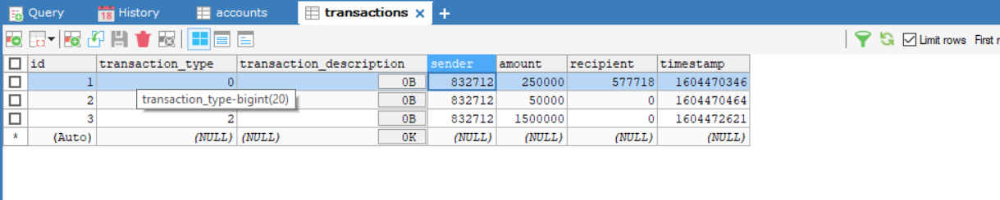 Query History accounts transactions
18
Limit rows First r
id transaction_type transaction_description sender amount recipient timestamp
1 0 0B 832712 250000 577718 1604470346
2 0B 832712 50000 0 1604470464
transaction_type-bigint(20)
3 2 0B 832712 1500000 0 1604472621
* (Auto) (NULL) (NULL) 0K (NULL) (NULL) (NULL) (NULL)